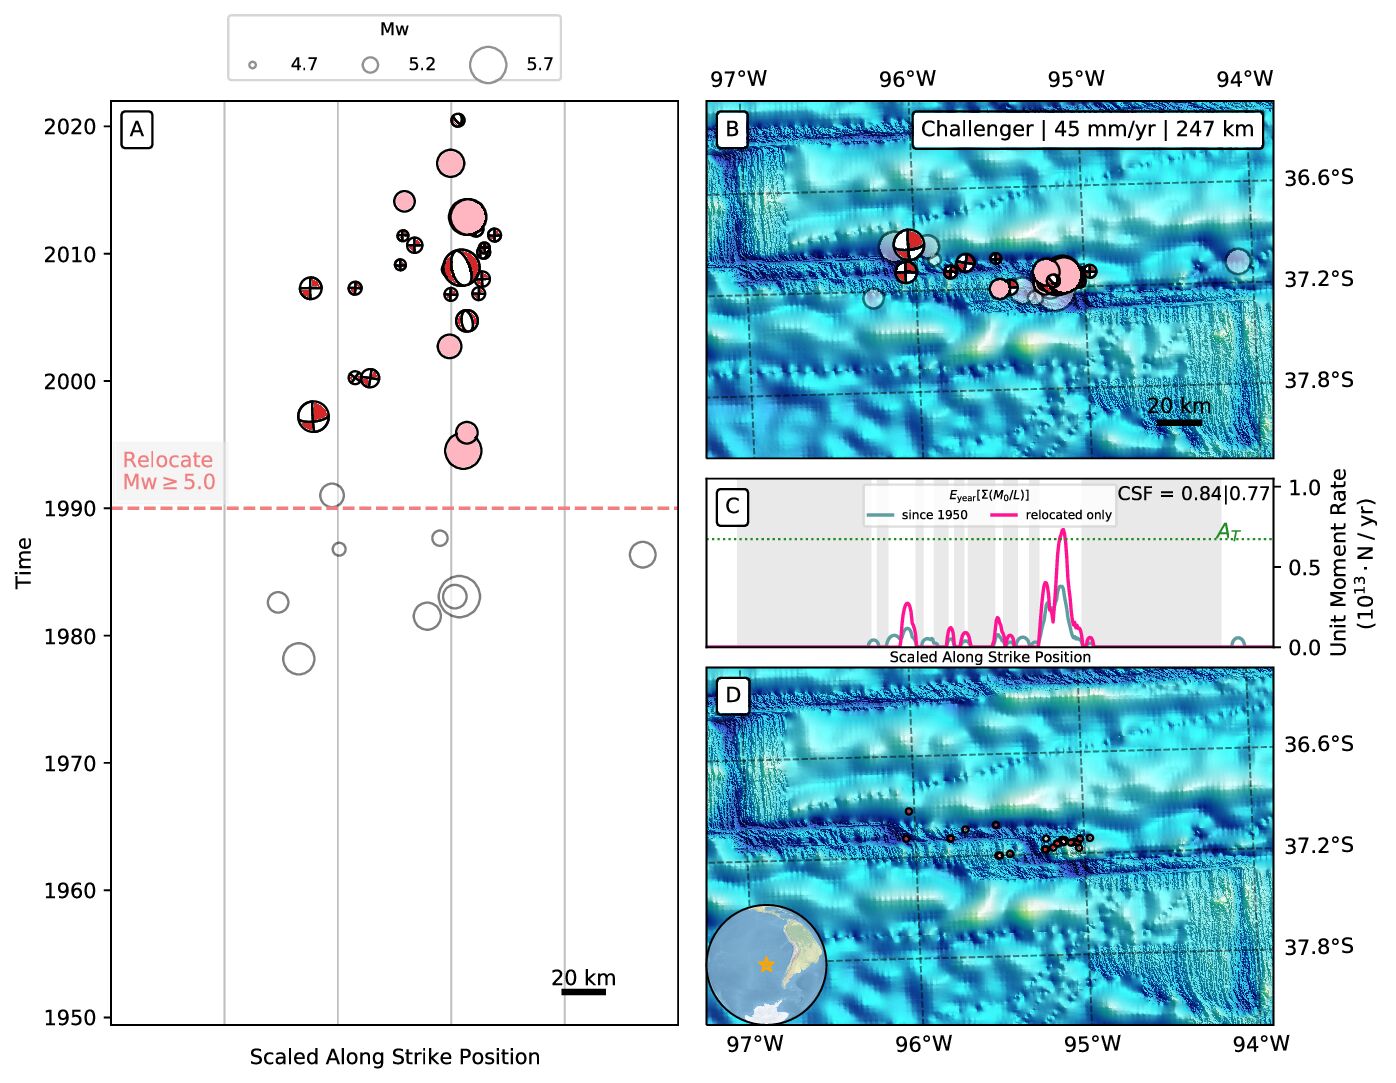 Mw
4.7 5.2 5.7
A
2020
2010
2000
1990
1980
1970
1960
1950
Time
Relocate
Mw ≥ 5.0
20 km
Scaled Along Strike Position
97°W 96°W 95°W 94°W
B
Challenger | 45 mm/yr | 247 km
36.6°S
37.2°S
37.8°S
20 km
C
E_year[Σ(M_0/L)]
since 1950 relocated only
CSF = 0.84|0.77
A_T
1.0
0.5
0.0
Unit Moment Rate
(10^13 · N / yr)
Scaled Along Strike Position
D
36.6°S
37.2°S
37.8°S
97°W 96°W 95°W 94°W